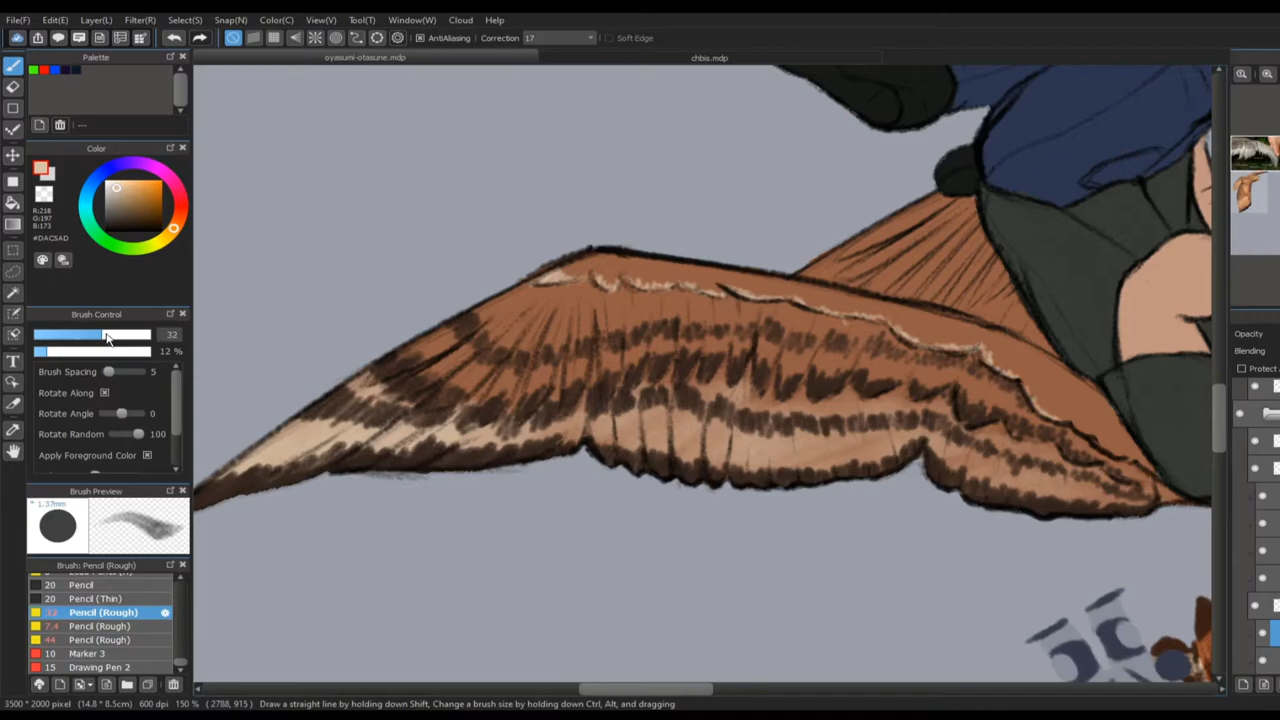 File(F) Edit(E) Layer(L) Filter(R) Select(S) Snap(N) Color(C) View(V) Tool(T) Window(W) Cloud Help
AntiAliasing Correction 17 Soft Edge
Palette
oyasumi-otasune.mdp
chbis.mdp
---
Color
R:218
G:197
B:173
#DAC5AD
Brush Control
32
12 %
Brush Spacing 5
Rotate Along
Rotate Angle 0
Rotate Random 100
Apply Foreground Color
Opacity
Blending
Protect
Brush Preview
1.37mm
Brush: Pencil (Rough)
20 Pencil
20 Pencil (Thin)
32 Pencil (Rough)
7.4 Pencil (Rough)
44 Pencil (Rough)
10 Marker 3
15 Drawing Pen 2
3500 * 2000 pixel (14.8 * 8.5cm) 600 dpi 150 % ( 2788, 915 ) Draw a straight line by holding down Shift, Change a brush size by holding down Ctrl, Alt, and dragging